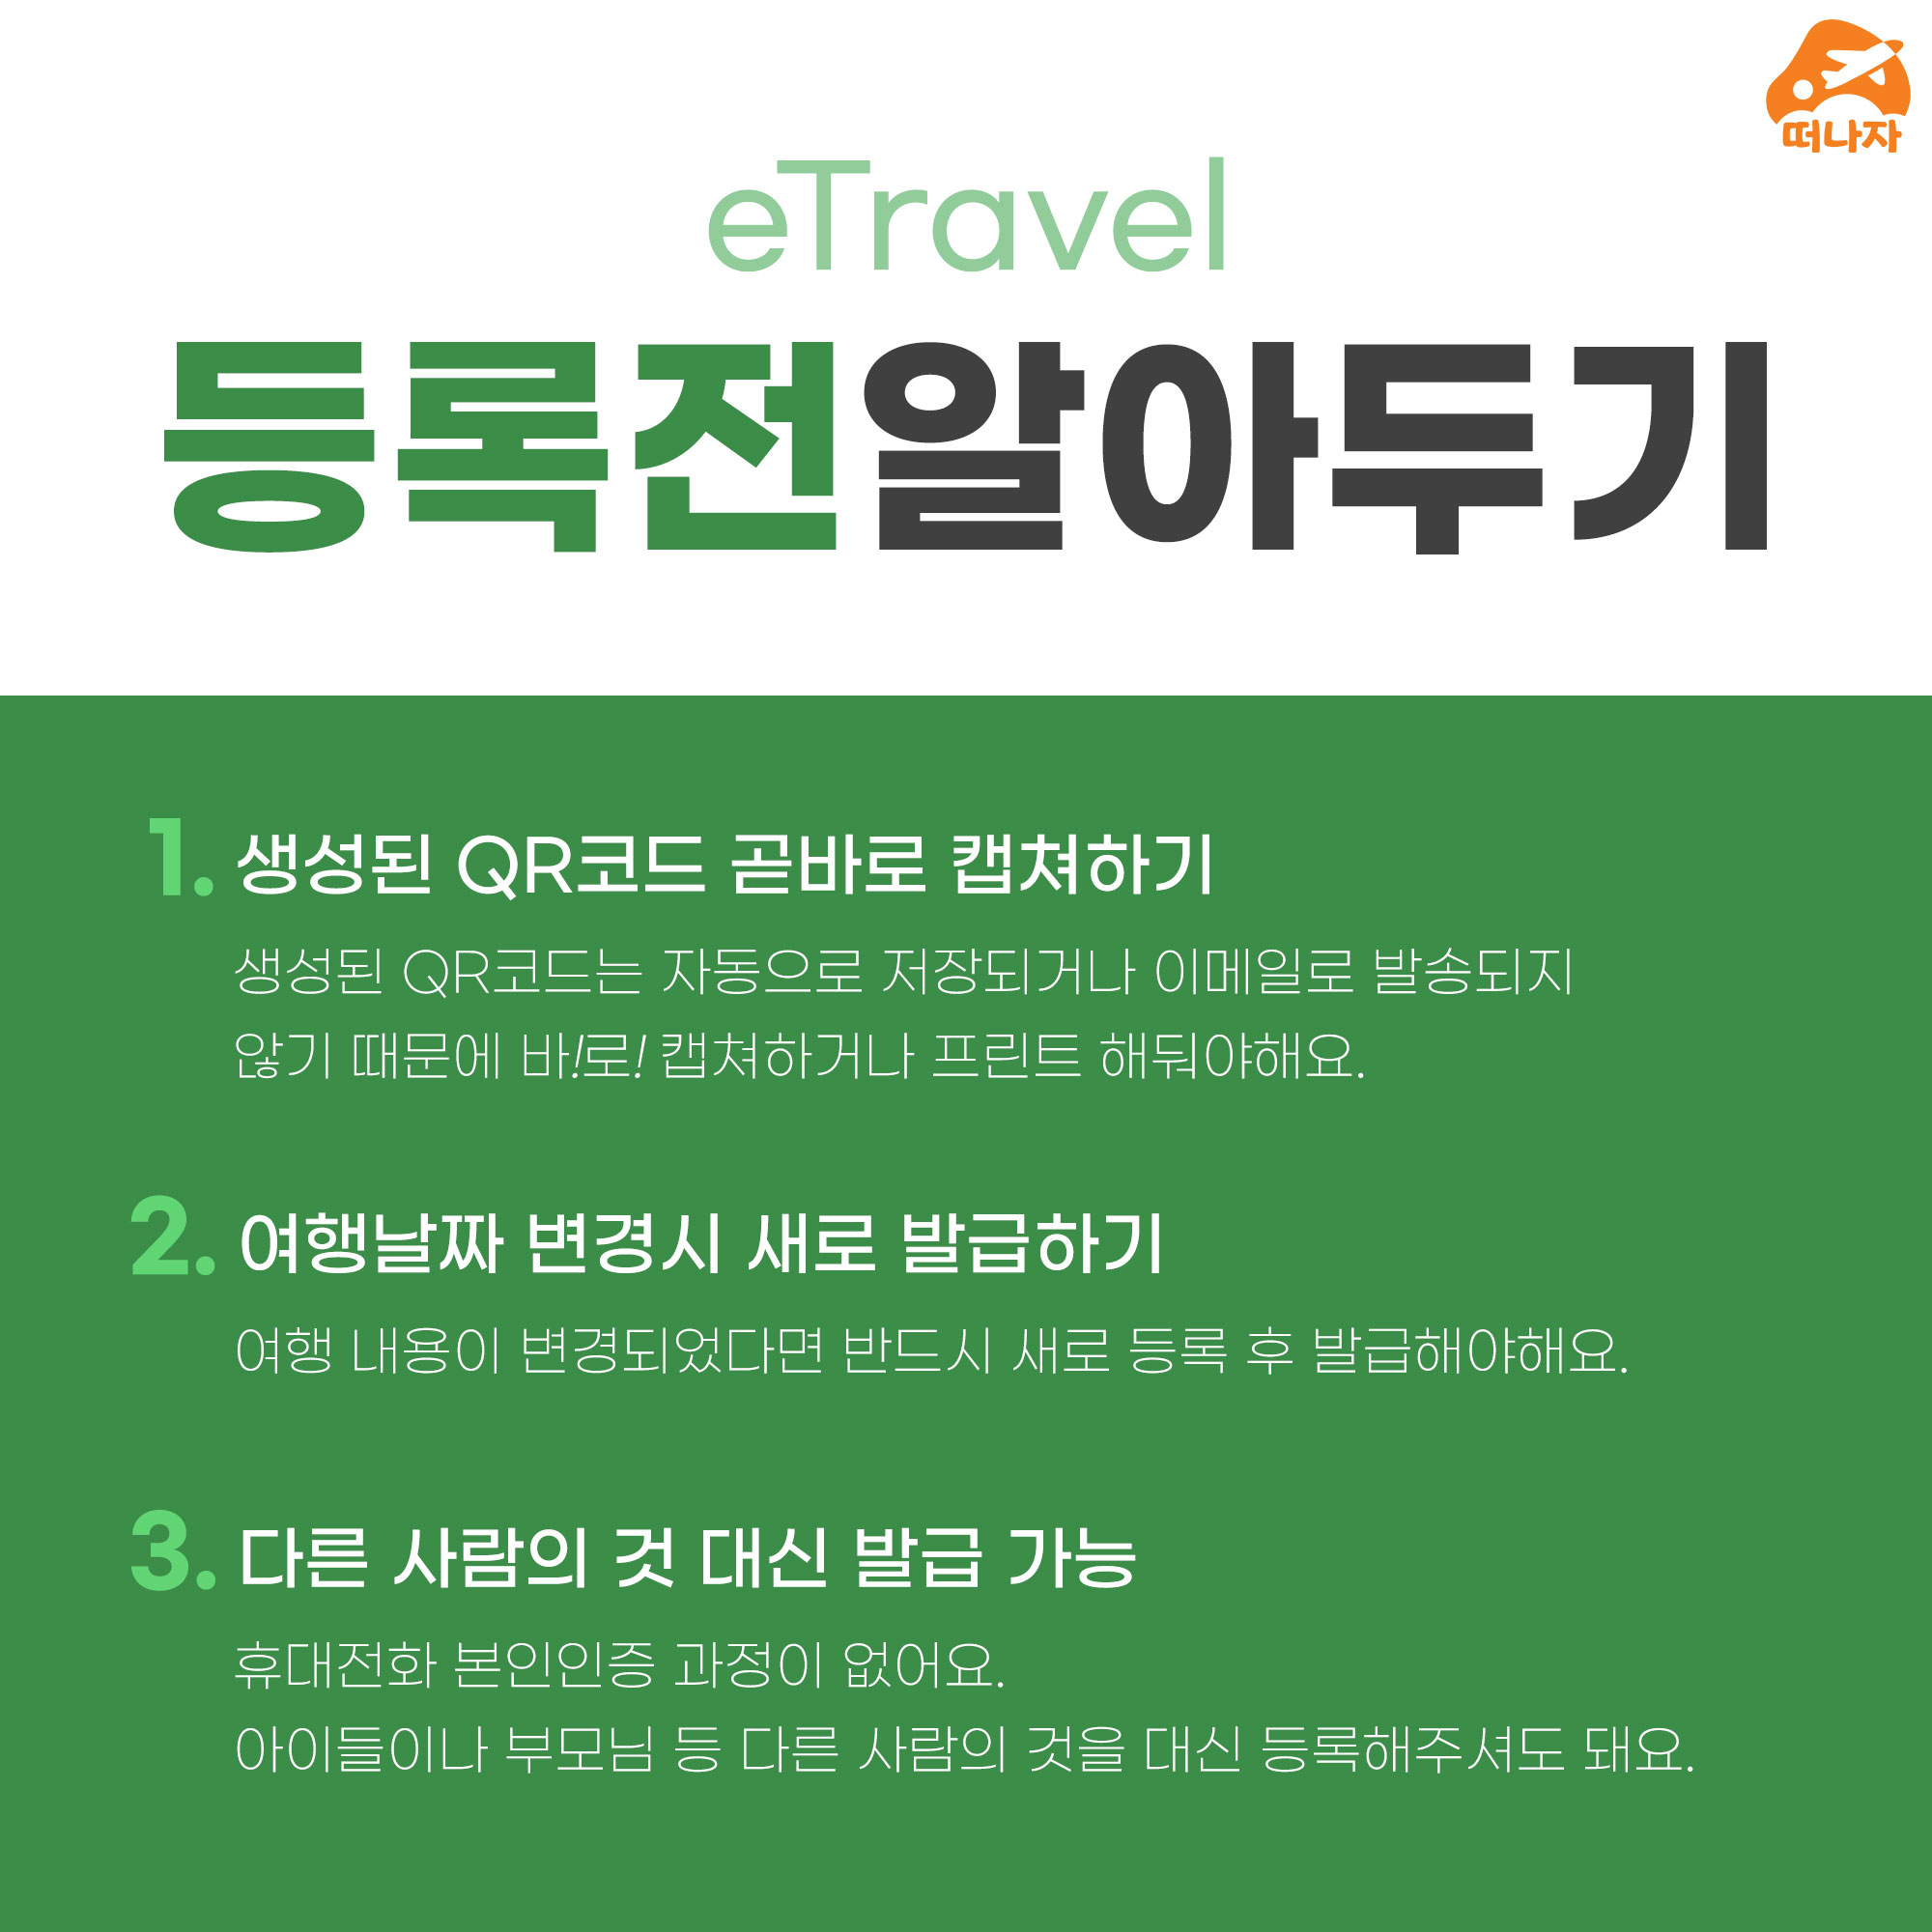 떠나자
eTravel
등록전알아두기
1. 생성된 QR코드 곧바로 캡쳐하기
생성된 QR코드는 자동으로 저장되거나 이메일로 발송되지
않기 때문에 바!로! 캡쳐하거나 프린트 해둬야해요.
2. 여행날짜 변경시 새로 발급하기
여행 내용이 변경되었다면 반드시 새로 등록 후 발급해야해요.
3. 다른 사람의 것 대신 발급 가능
휴대전화 본인인증 과정이 없어요.
아이들이나 부모님 등 다른 사람의 것을 대신 등록해주셔도 돼요.